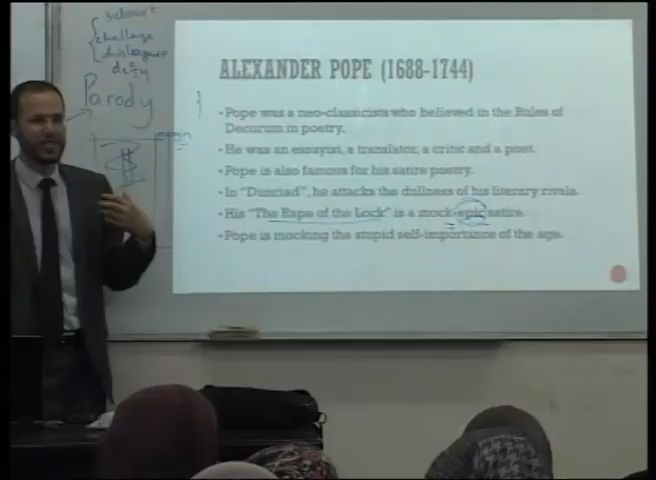 subvert
challenge
defy
Parody
ALEXANDER POPE (1688-1744)
• Pope was a neo-classicists who believed in the Rules of
Decorum in poetry.
• He was an essayist, a translator, a critic and a poet.
• Pope is also famous for his satire poetry.
• In "Dunciad", he attacks the dullness of his literary rivals.
• His "The Rape of the Lock" is a mock-epic satire.
• Pope is mocking the stupid self-importance of the age.